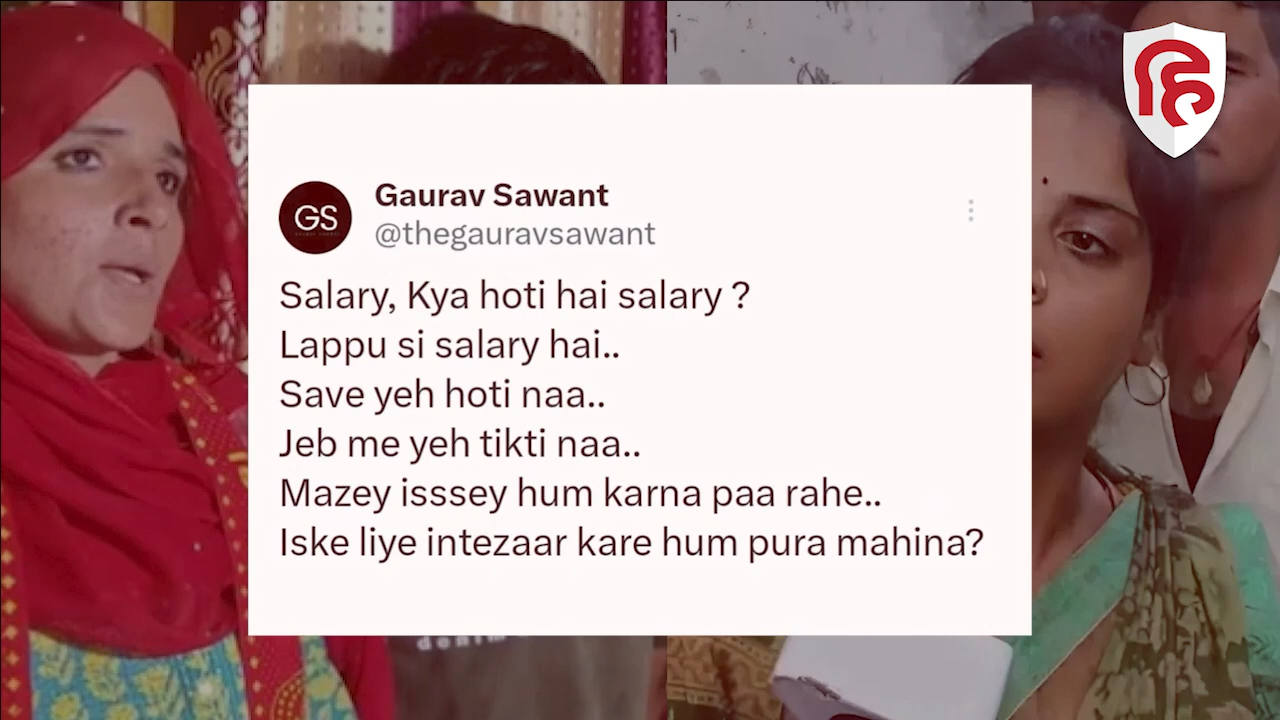 GS
Gaurav Sawant
@thegauravsawant
Salary, Kya hoti hai salary ?
Lappu si salary hai..
Save yeh hoti naa..
Jeb me yeh tikti naa..
Mazey isssey hum karna paa rahe..
Iske liye intezaar kare hum pura mahina?